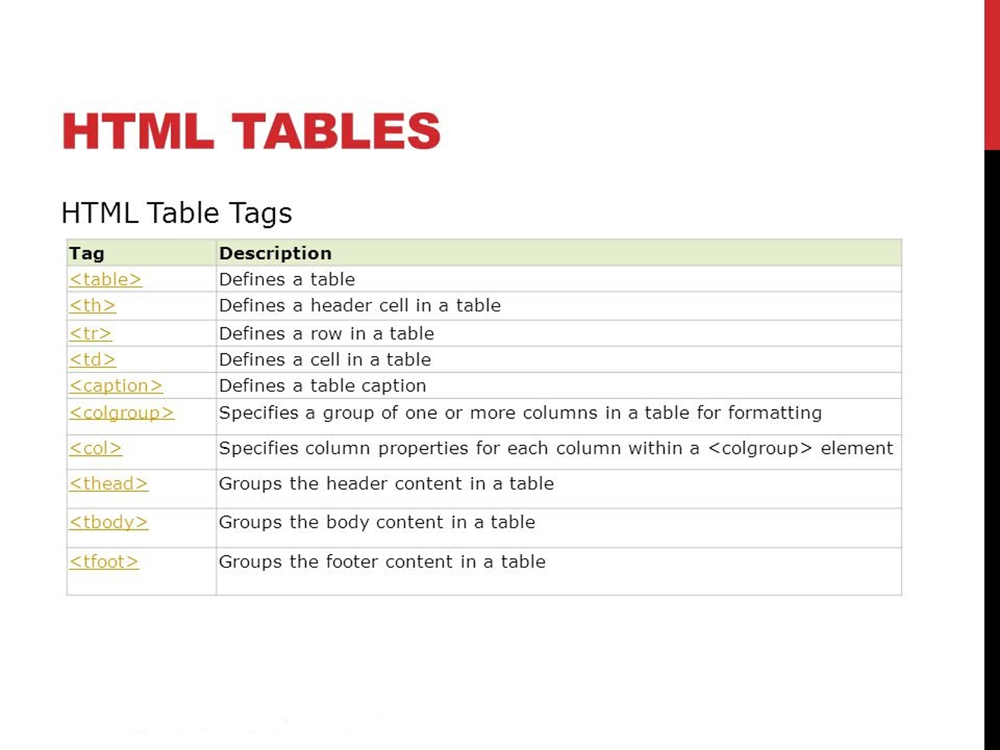 HTML TABLES
HTML Table Tags
Tag Description
<table> Defines a table
<th> Defines a header cell in a table
<tr> Defines a row in a table
<td> Defines a cell in a table
<caption> Defines a table caption
<colgroup> Specifies a group of one or more columns in a table for formatting
<col> Specifies column properties for each column within a <colgroup> element
<thead> Groups the header content in a table
<tbody> Groups the body content in a table
<tfoot> Groups the footer content in a table